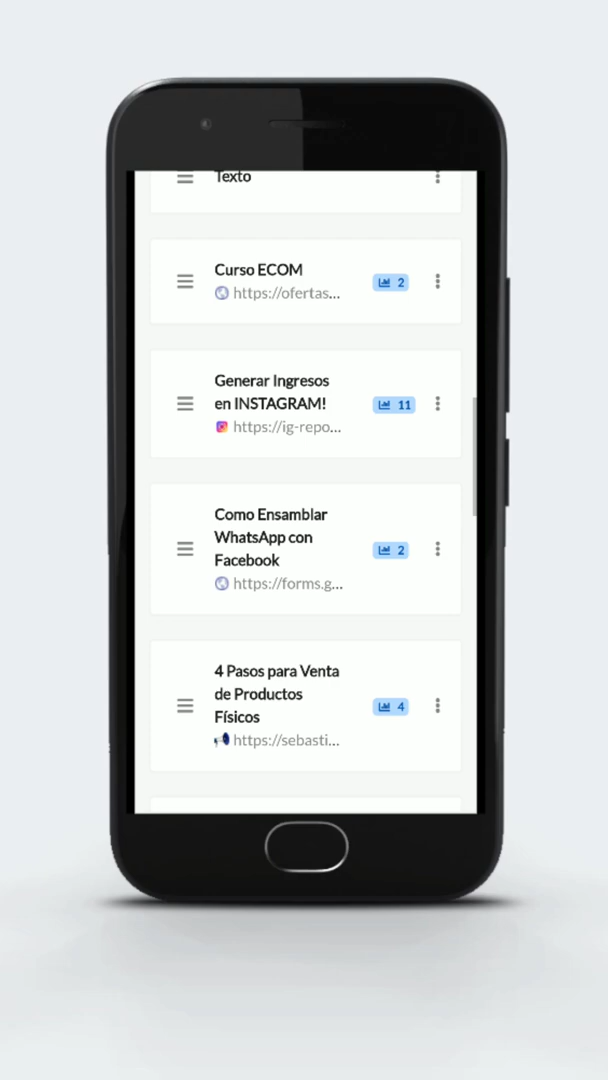 Texto
Curso ECOM
https://ofertas...
2
Generar Ingresos
en INSTAGRAM!
https://ig-repo...
11
Como Ensamblar
WhatsApp con
Facebook
https://forms.g...
2
4 Pasos para Venta
de Productos
Físicos
https://sebasti...
4